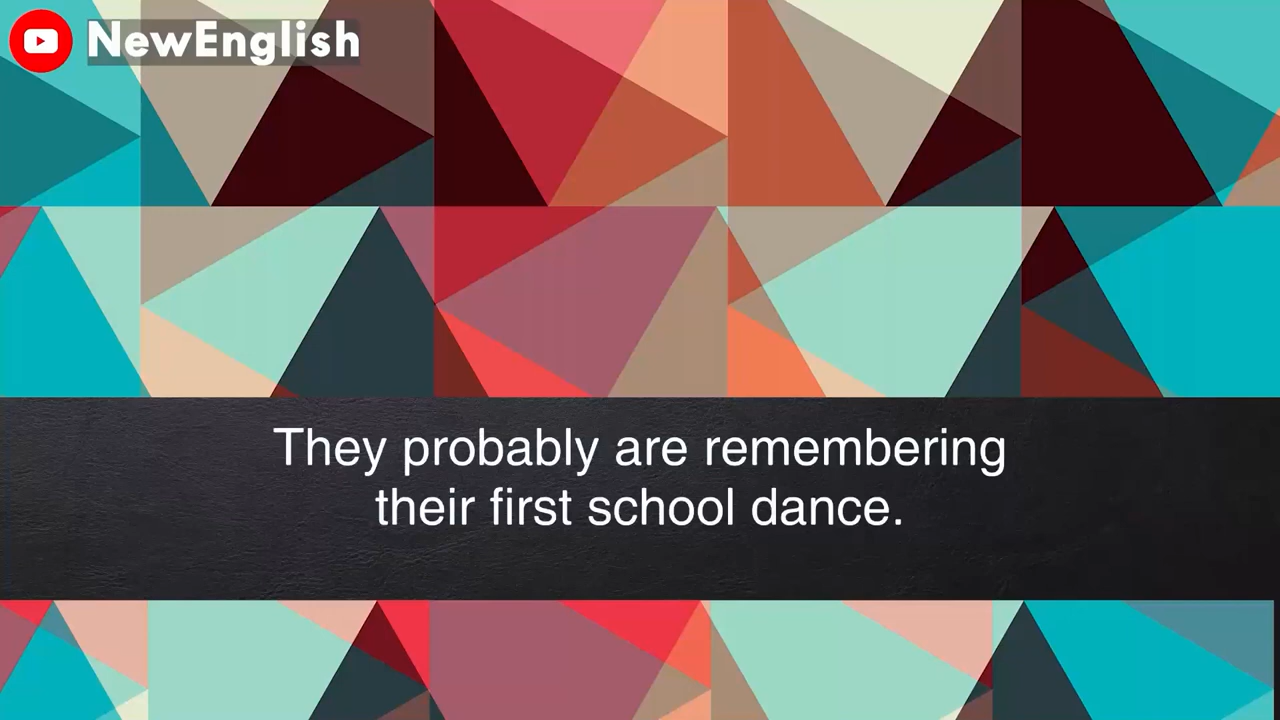 NewEnglish
They probably are remembering
their first school dance.